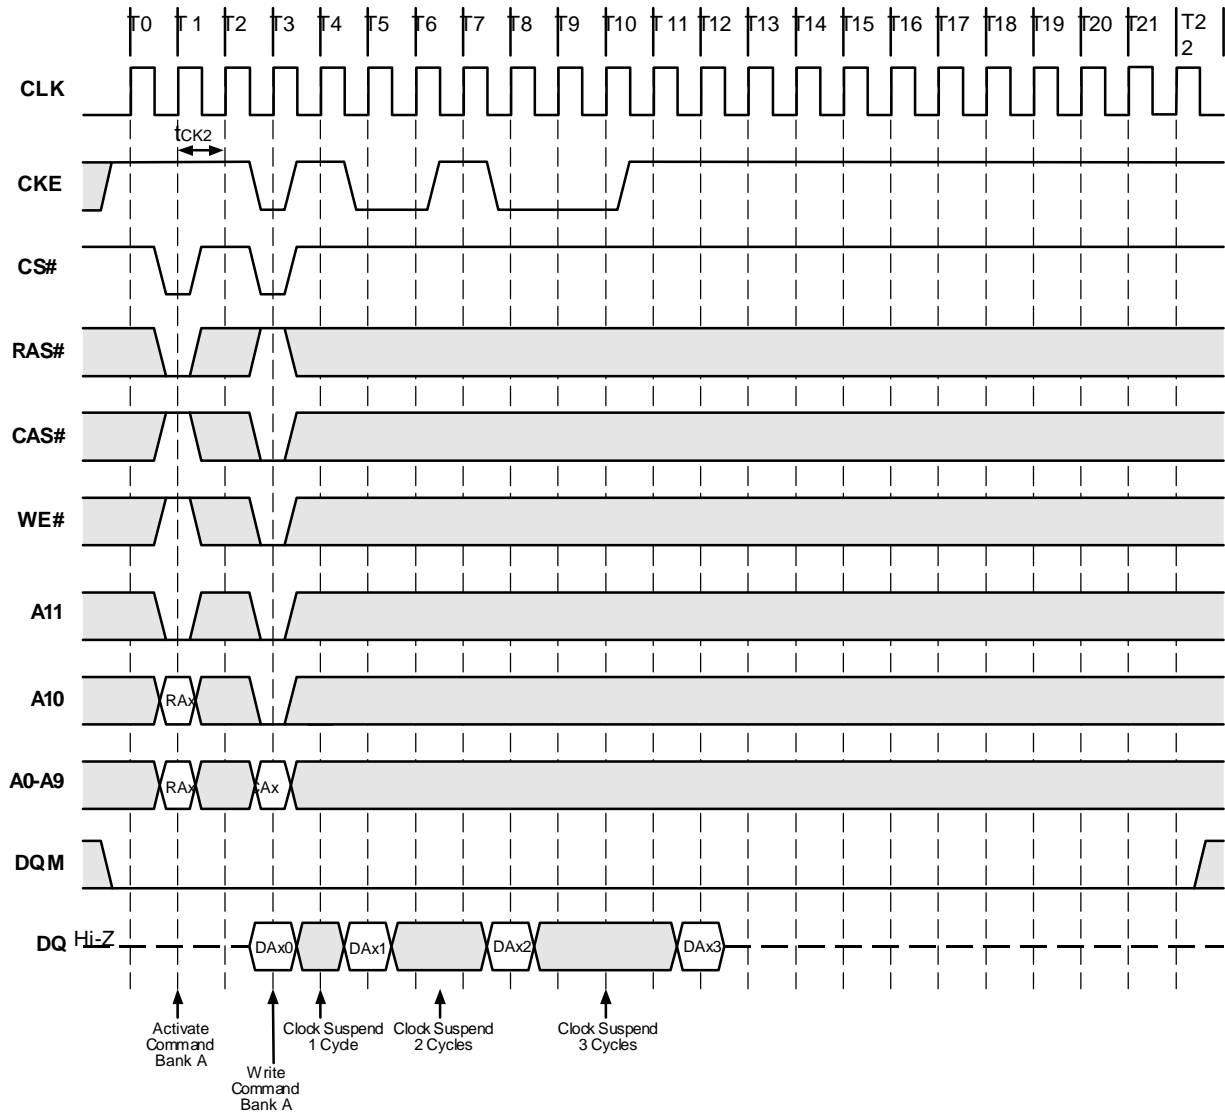 T0 T 1 T2 T3 T4 T5 T6 T7 T8 T9 T10 T 11 T12 T13 T14 T15 T16 T17 T18 T19 T20 T21 T2
2
CLK
tCK2
CKE
CS#
RAS#
CAS#
WE#
A11
A10 RAx
A0-A9 RAx CAx
DQM
DQ Hi-Z DAx0 DAx1 DAx2 DAx3
Activate Clock Suspend Clock Suspend Clock Suspend
Command 1 Cycle 2 Cycles 3 Cycles
Bank A
Write
Command
Bank A